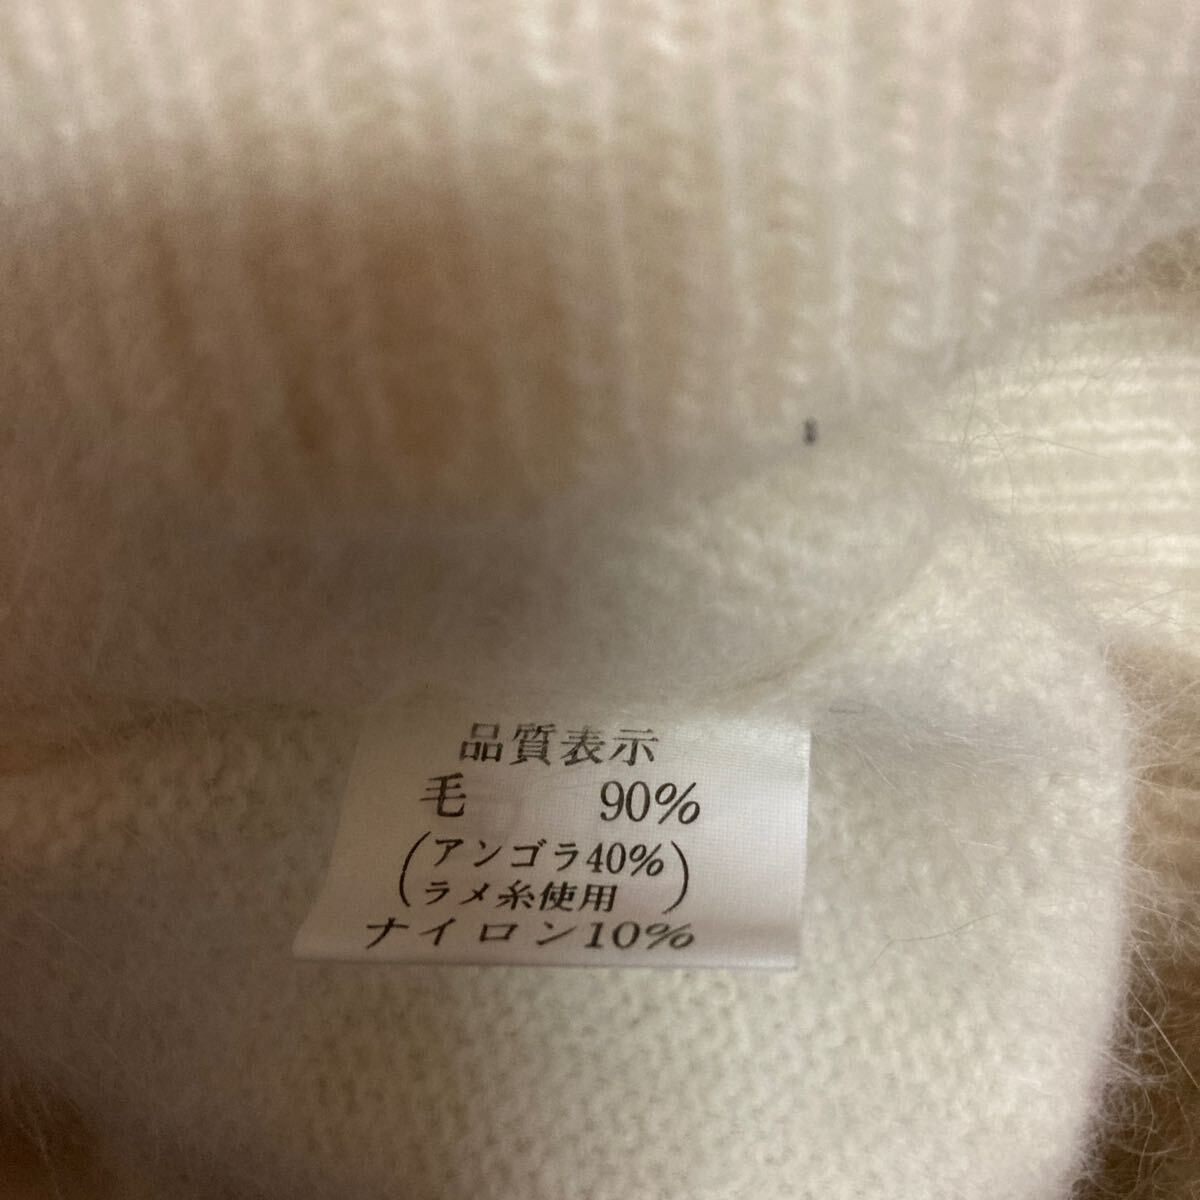 品質表示
毛 90%
(アンゴラ40%)
(ラメ糸使用)
ナイロン10%